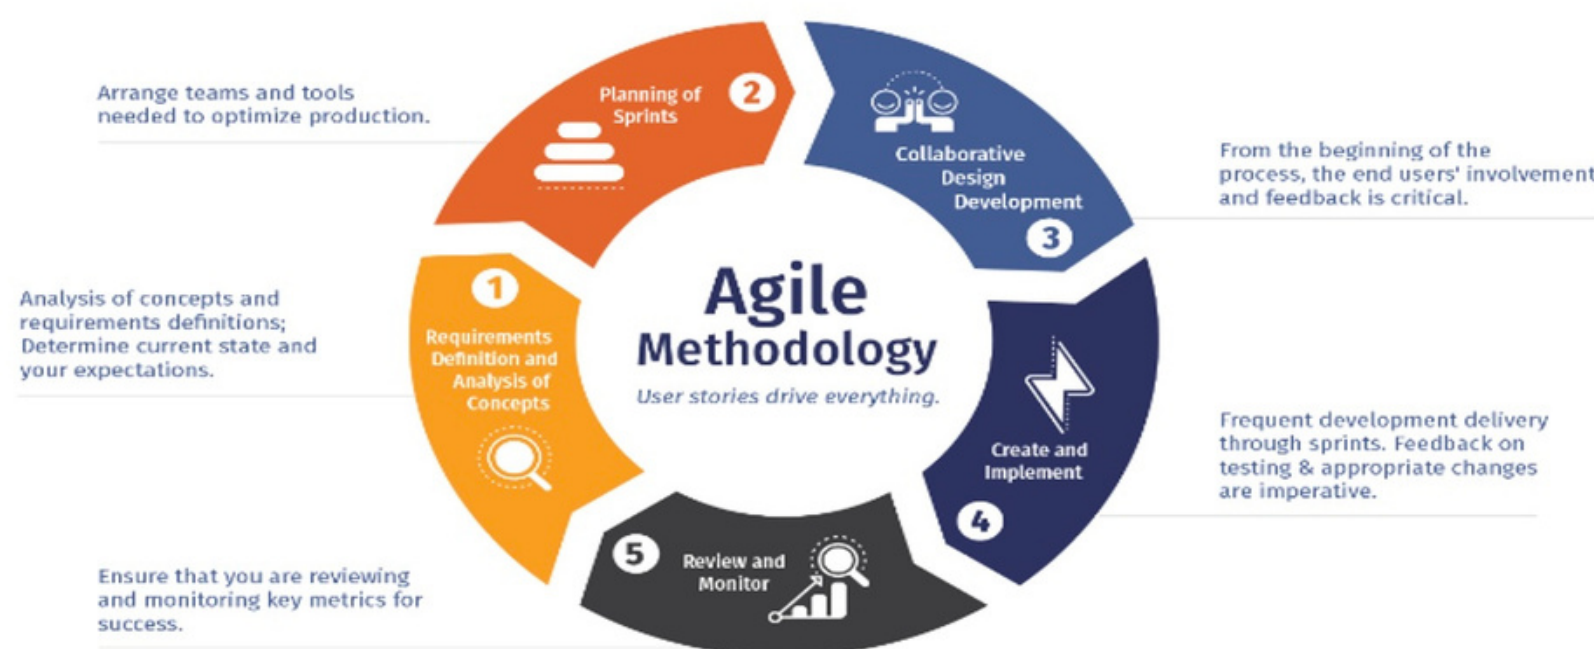 Agile
Methodology
User stories drive everything.
1
Requirements
Definition and
Analysis of
Concepts
Analysis of concepts and
requirements definitions;
Determine current state and
your expectations.
2
Planning of
Sprints
Arrange teams and tools
needed to optimize production.
Collaborative
Design
Development
3
From the beginning of the
process, the end users' involvement
and feedback is critical.
Create and
Implement
4
Frequent development delivery
through sprints. Feedback on
testing & appropriate changes
are imperative.
5
Review and
Monitor
Ensure that you are reviewing
and monitoring key metrics for
success.